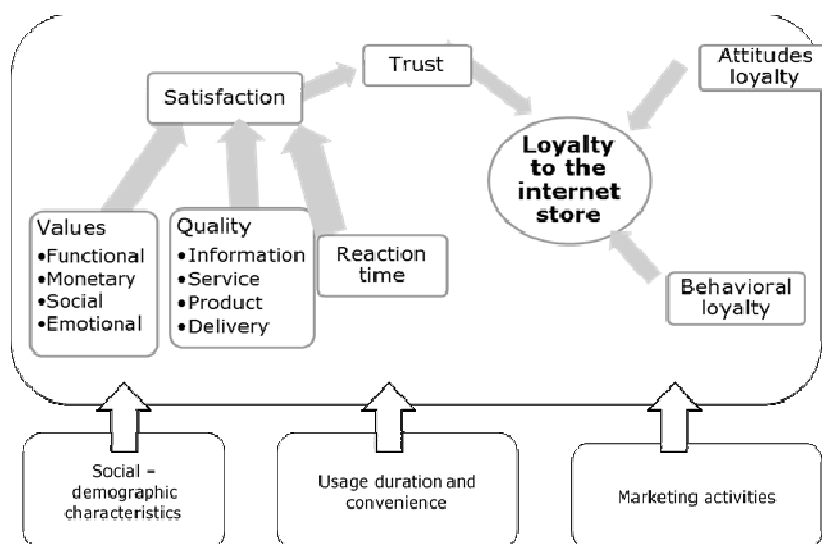 Trust
Attitudes
loyalty
Satisfaction
Loyalty
to the
internet
store
Values
•Functional
•Monetary
•Social
•Emotional
Quality
•Information
•Service
•Product
•Delivery
Reaction
time
Behavioral
loyalty
Social –
demographic
characteristics
Usage duration and
convenience
Marketing activities